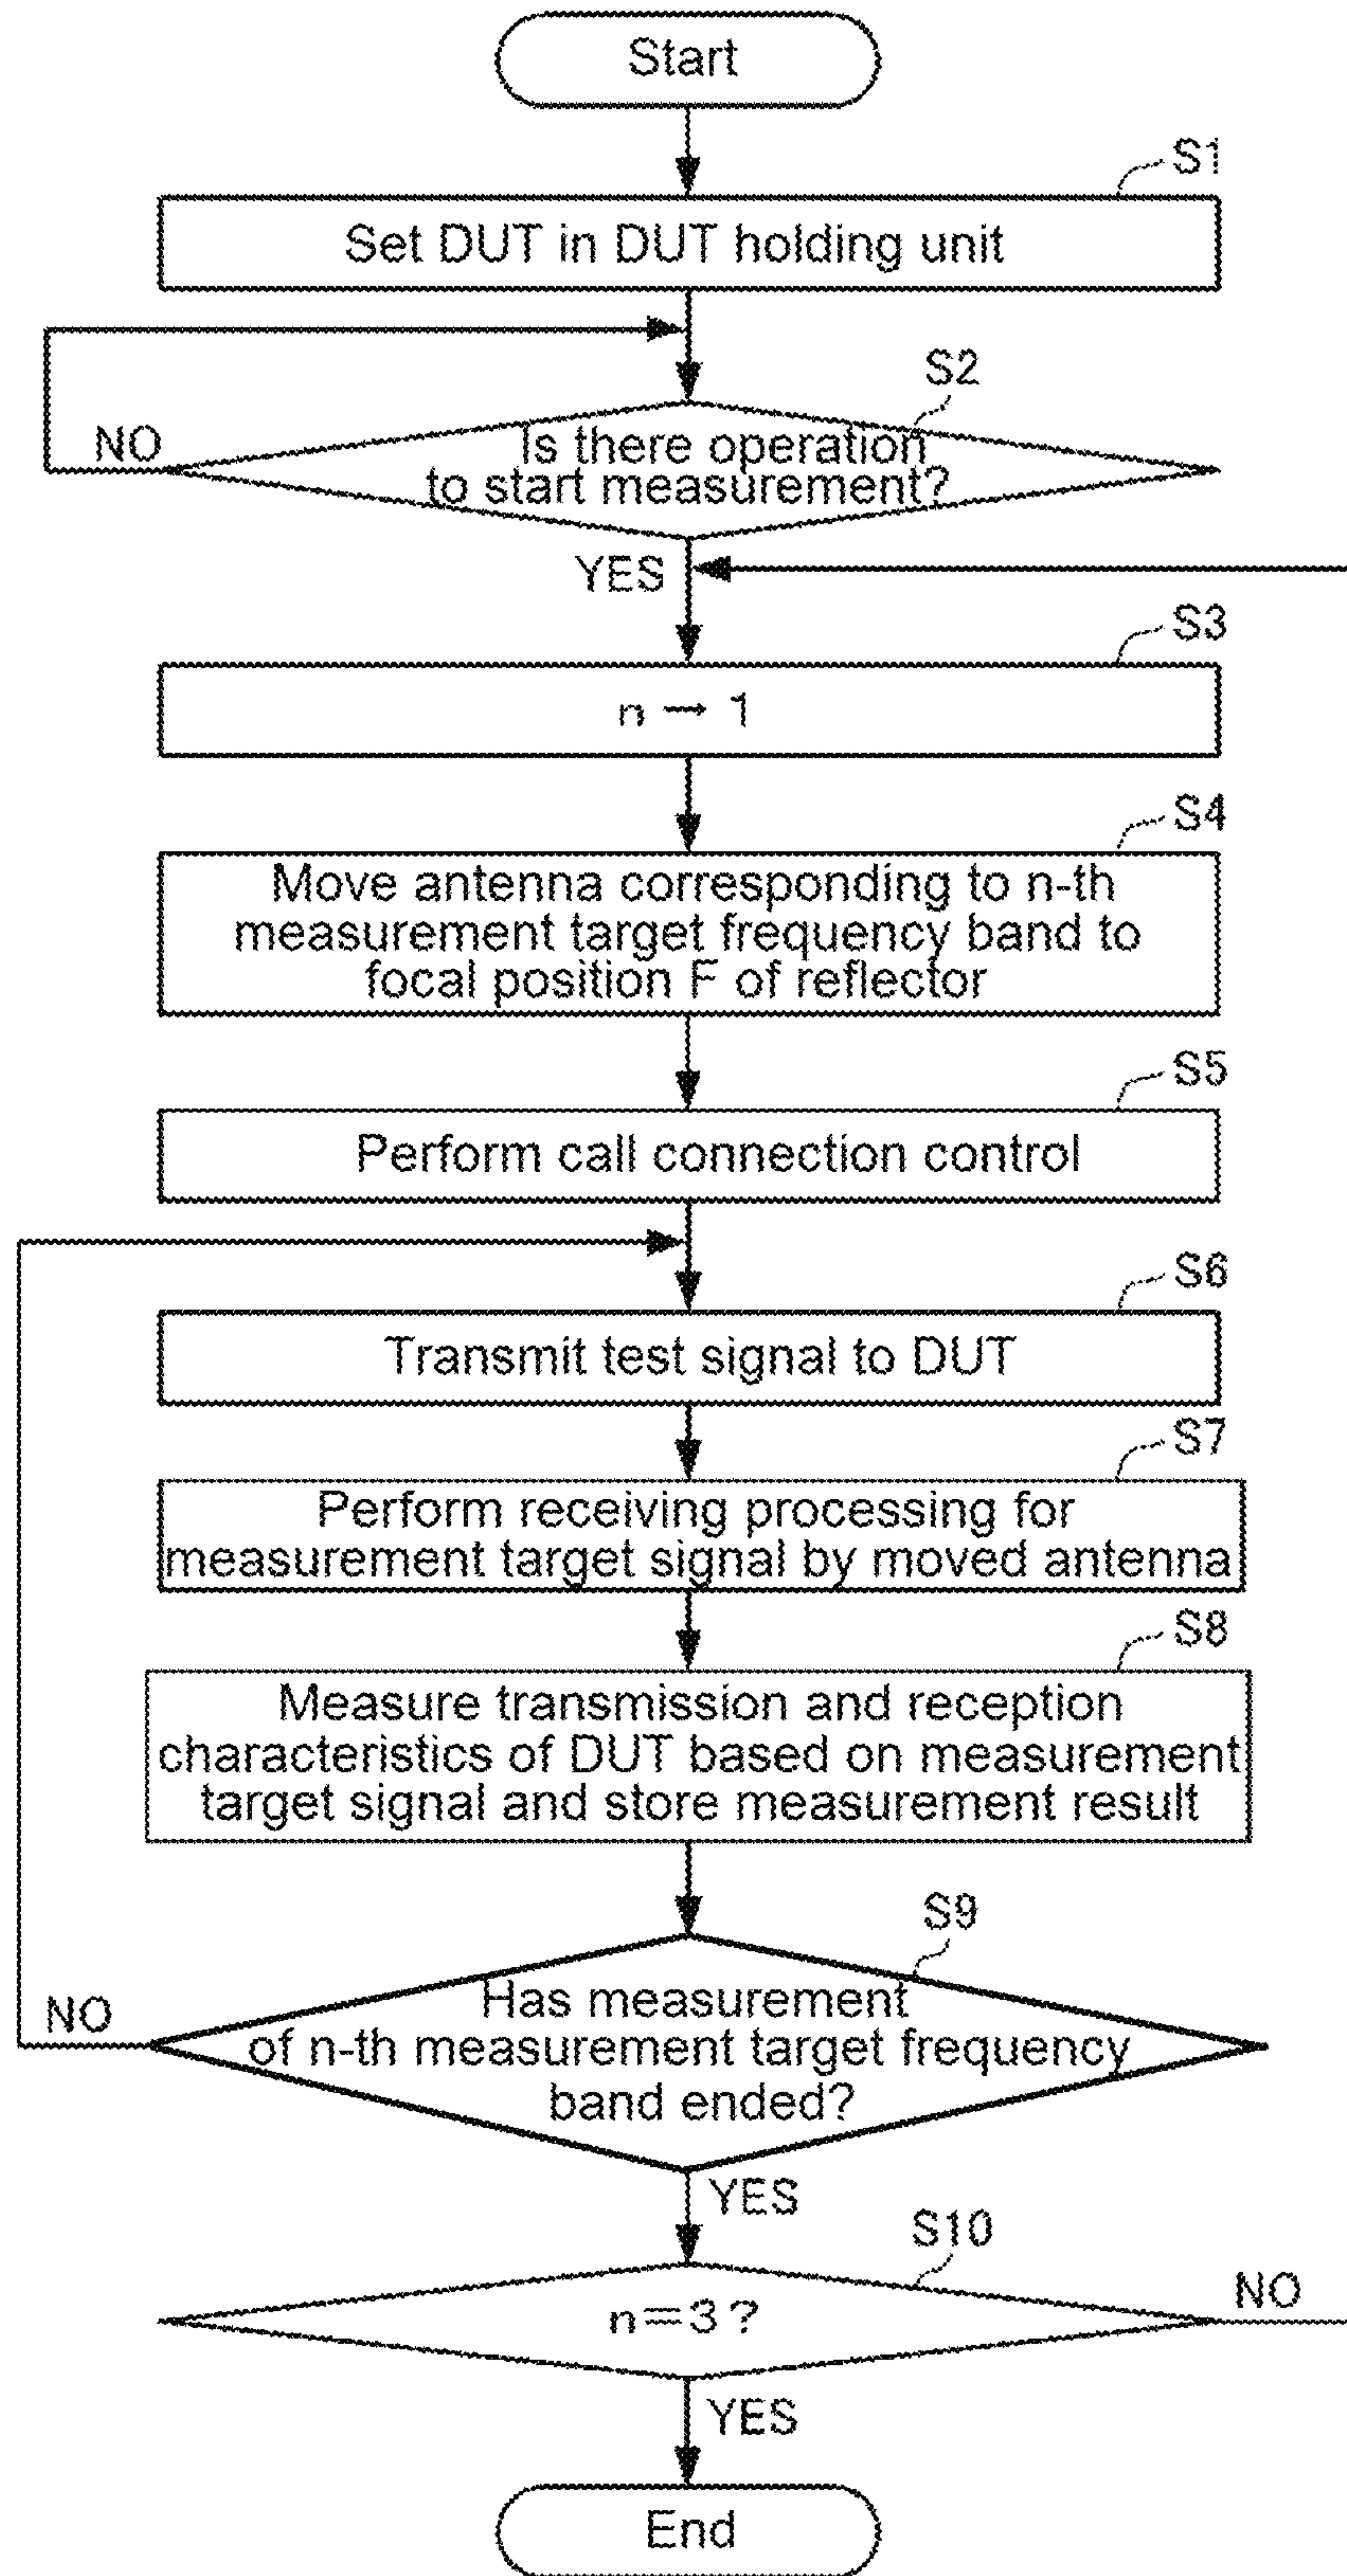 Start
S1
Set DUT in DUT holding unit
S2
NO
Is there operation
to start measurement?
YES
S3
n → 1
S4
Move antenna corresponding to n-th
measurement target frequency band to
focal position F of reflector
S5
Perform call connection control
S6
Transmit test signal to DUT
S7
Perform receiving processing for
measurement target signal by moved antenna
S8
Measure transmission and reception
characteristics of DUT based on measurement
target signal and store measurement result
S9
NO
Has measurement
of n-th measurement target frequency
band ended?
YES
S10
NO
n=3?
YES
End